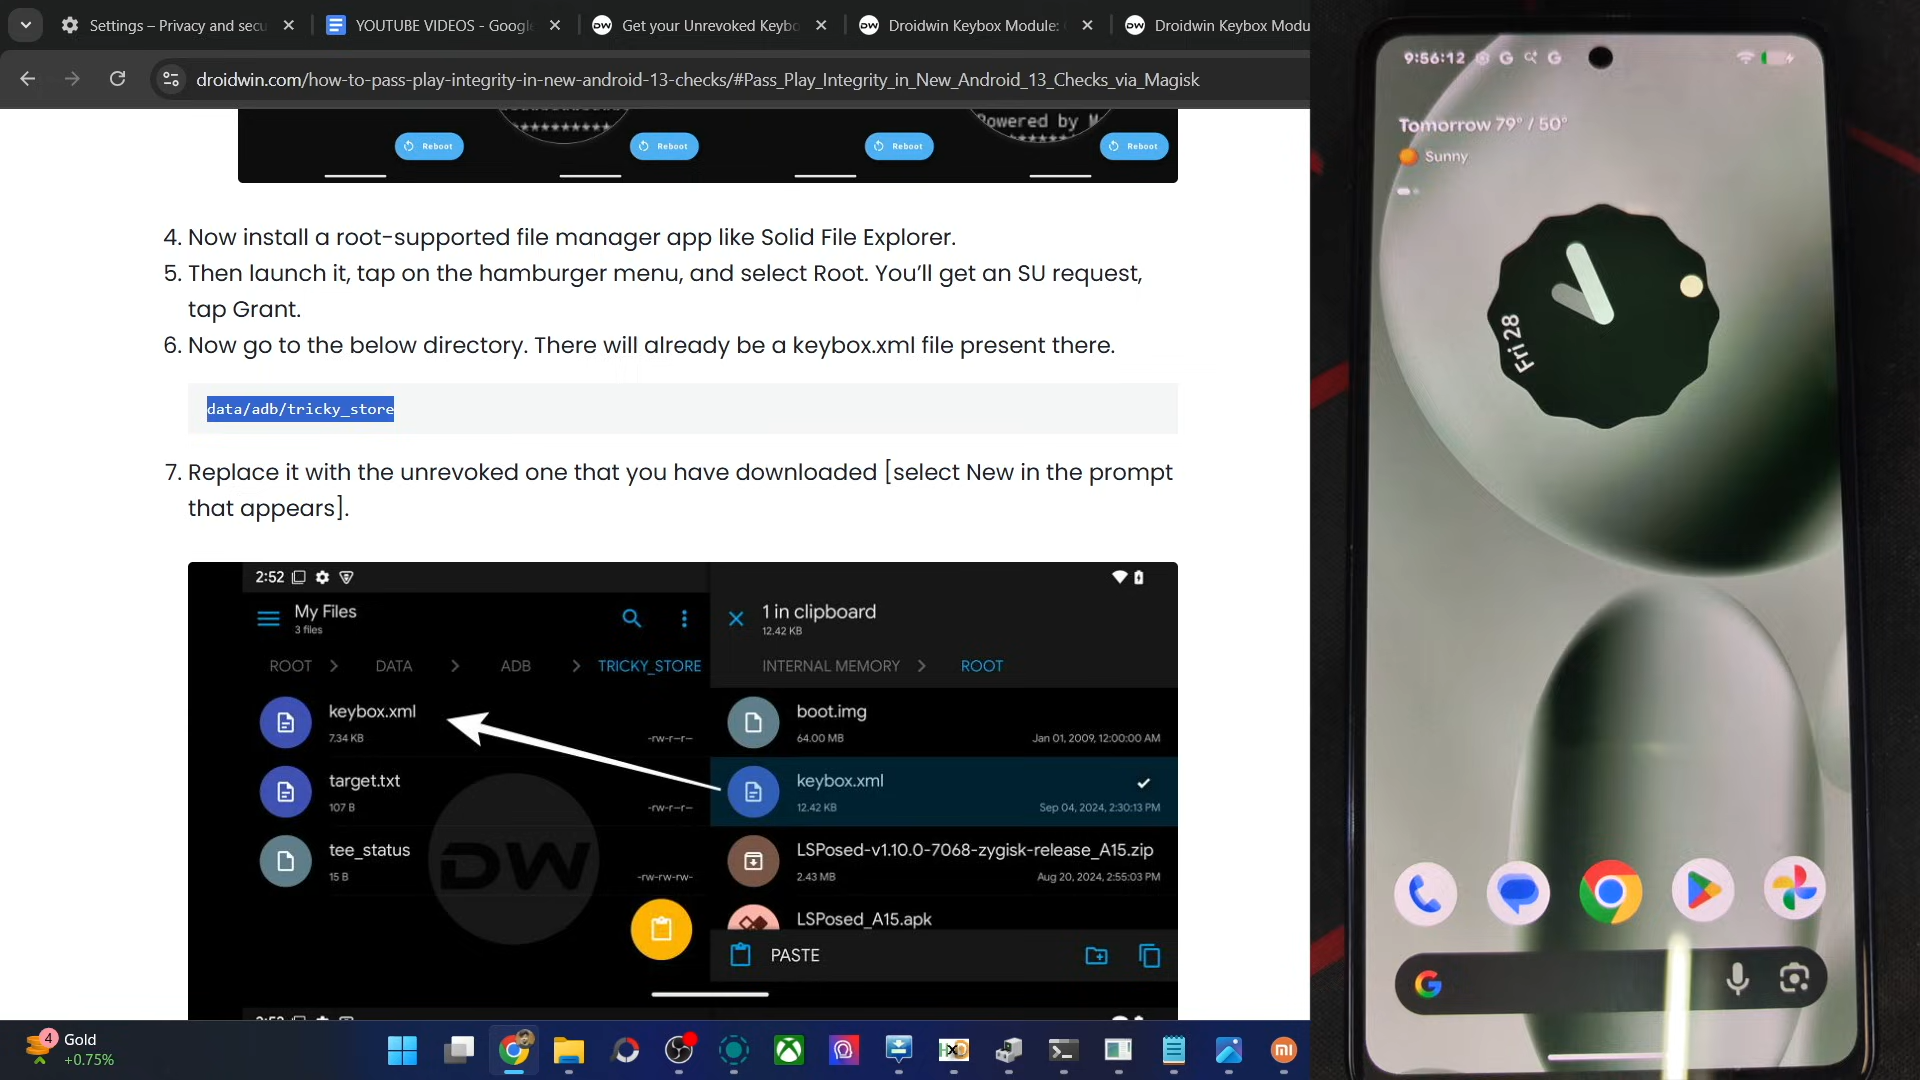 Settings – Privacy and secu
YOUTUBE VIDEOS - Google
Get your Unrevoked Keybo
Droidwin Keybox Module:
Droidwin Keybox Modu
droidwin.com/how-to-pass-play-integrity-in-new-android-13-checks/#Pass_Play_Integrity_in_New_Android_13_Checks_via_Magisk
Powered by M
Reboot
Reboot
Reboot
Reboot
4. Now install a root-supported file manager app like Solid File Explorer.
5. Then launch it, tap on the hamburger menu, and select Root. You’ll get an SU request,
tap Grant.
6. Now go to the below directory. There will already be a keybox.xml file present there.
data/adb/tricky_store
7. Replace it with the unrevoked one that you have downloaded [select New in the prompt
that appears].
2:52
My Files
3 files
1 in clipboard
12.42 KB
ROOT > DATA > ADB > TRICKY_STORE
INTERNAL MEMORY > ROOT
keybox.xml
7.34 KB -rw-r--r--
boot.img
64.00 MB Jan 01, 2009, 12:00:00 AM
target.txt
107 B -rw-r--r--
keybox.xml
12.42 KB Sep 04, 2024, 2:30:13 PM
tee_status
15 B -rw-rw-rw-
LSPosed-v1.10.0-7068-zygisk-release_A15.zip
2.43 MB Aug 20, 2024, 2:55:03 PM
LSPosed_A15.apk
PASTE
DW
4
Gold
+0.75%
9:56:12
Tomorrow 79° / 50°
Sunny
Fri 28